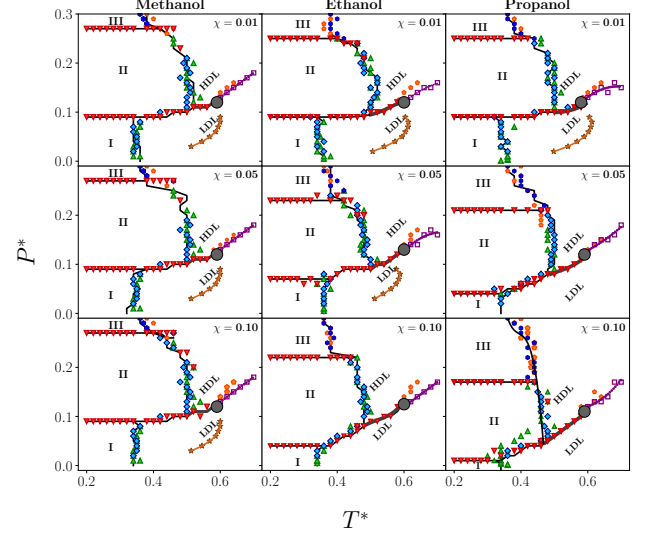 Methanol Ethanol Propanol
0.3 III χ = 0.01 III χ = 0.01 III χ = 0.01
0.2 II HDL II HDL II HDL
0.1 LDL LDL LDL
I I I
0.0
III χ = 0.05 III χ = 0.05 III χ = 0.05
0.2 II HDL II HDL II HDL
P*
0.1 LDL LDL LDL
I I I
0.0
III χ = 0.10 III χ = 0.10 III χ = 0.10
0.2 II HDL II HDL II HDL
0.1 LDL LDL LDL
I I I
0.0
0.2 0.4 0.6 0.2 0.4 0.6 0.2 0.4 0.6
T*